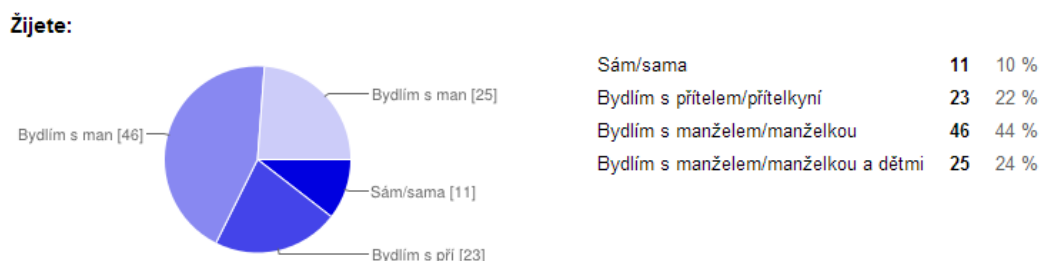 Žijete:
Bydlím s man [25]
Bydlím s man [46]
Sám/sama [11]
Bydlím s pří [23]
Sám/sama 11 10 %
Bydlím s přítelem/přítelkyní 23 22 %
Bydlím s manželem/manželkou 46 44 %
Bydlím s manželem/manželkou a dětmi 25 24 %